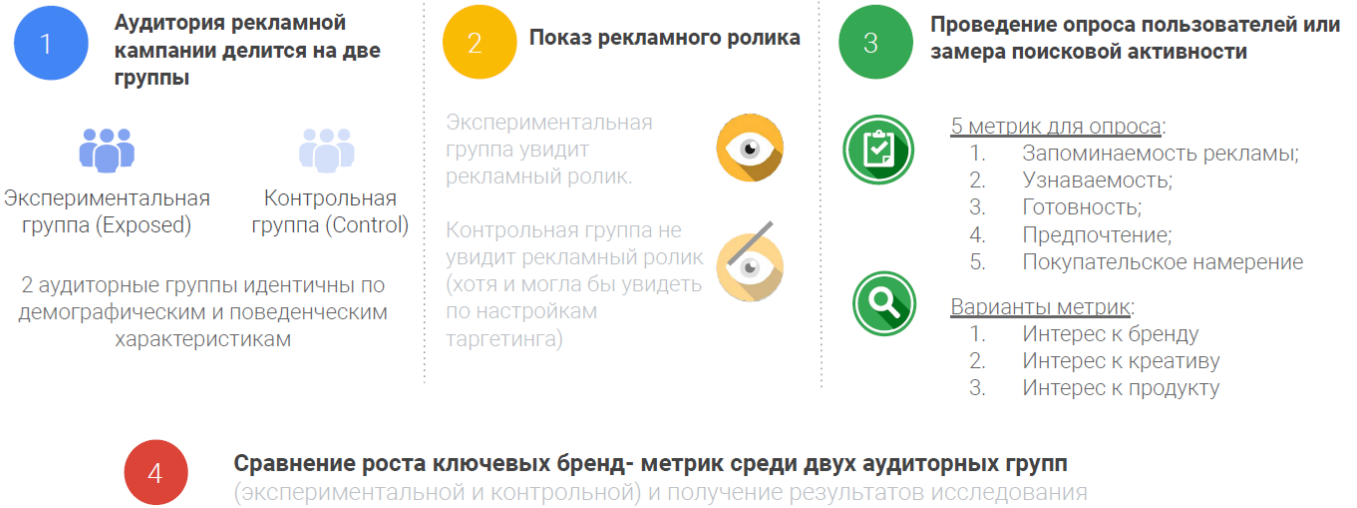 1
Аудитория рекламной
кампании делится на две
группы
Экспериментальная
группа (Exposed)
Контрольная
группа (Control)
2 аудиторные группы идентичны по
демографическим и поведенческим
характеристикам
2
Показ рекламного ролика
Экспериментальная
группа увидит
рекламный ролик.
Контрольная группа не
увидит рекламный ролик
(хотя и могла бы увидеть
по настройкам
таргетинга)
3
Проведение опроса пользователей или
замера поисковой активности
5 метрик для опроса:
1. Запоминаемость рекламы;
2. Узнаваемость;
3. Готовность;
4. Предпочтение;
5. Покупательское намерение
Варианты метрик:
1. Интерес к бренду
2. Интерес к креативу
3. Интерес к продукту
4
Сравнение роста ключевых бренд- метрик среди двух аудиторных групп
(экспериментальной и контрольной) и получение результатов исследования